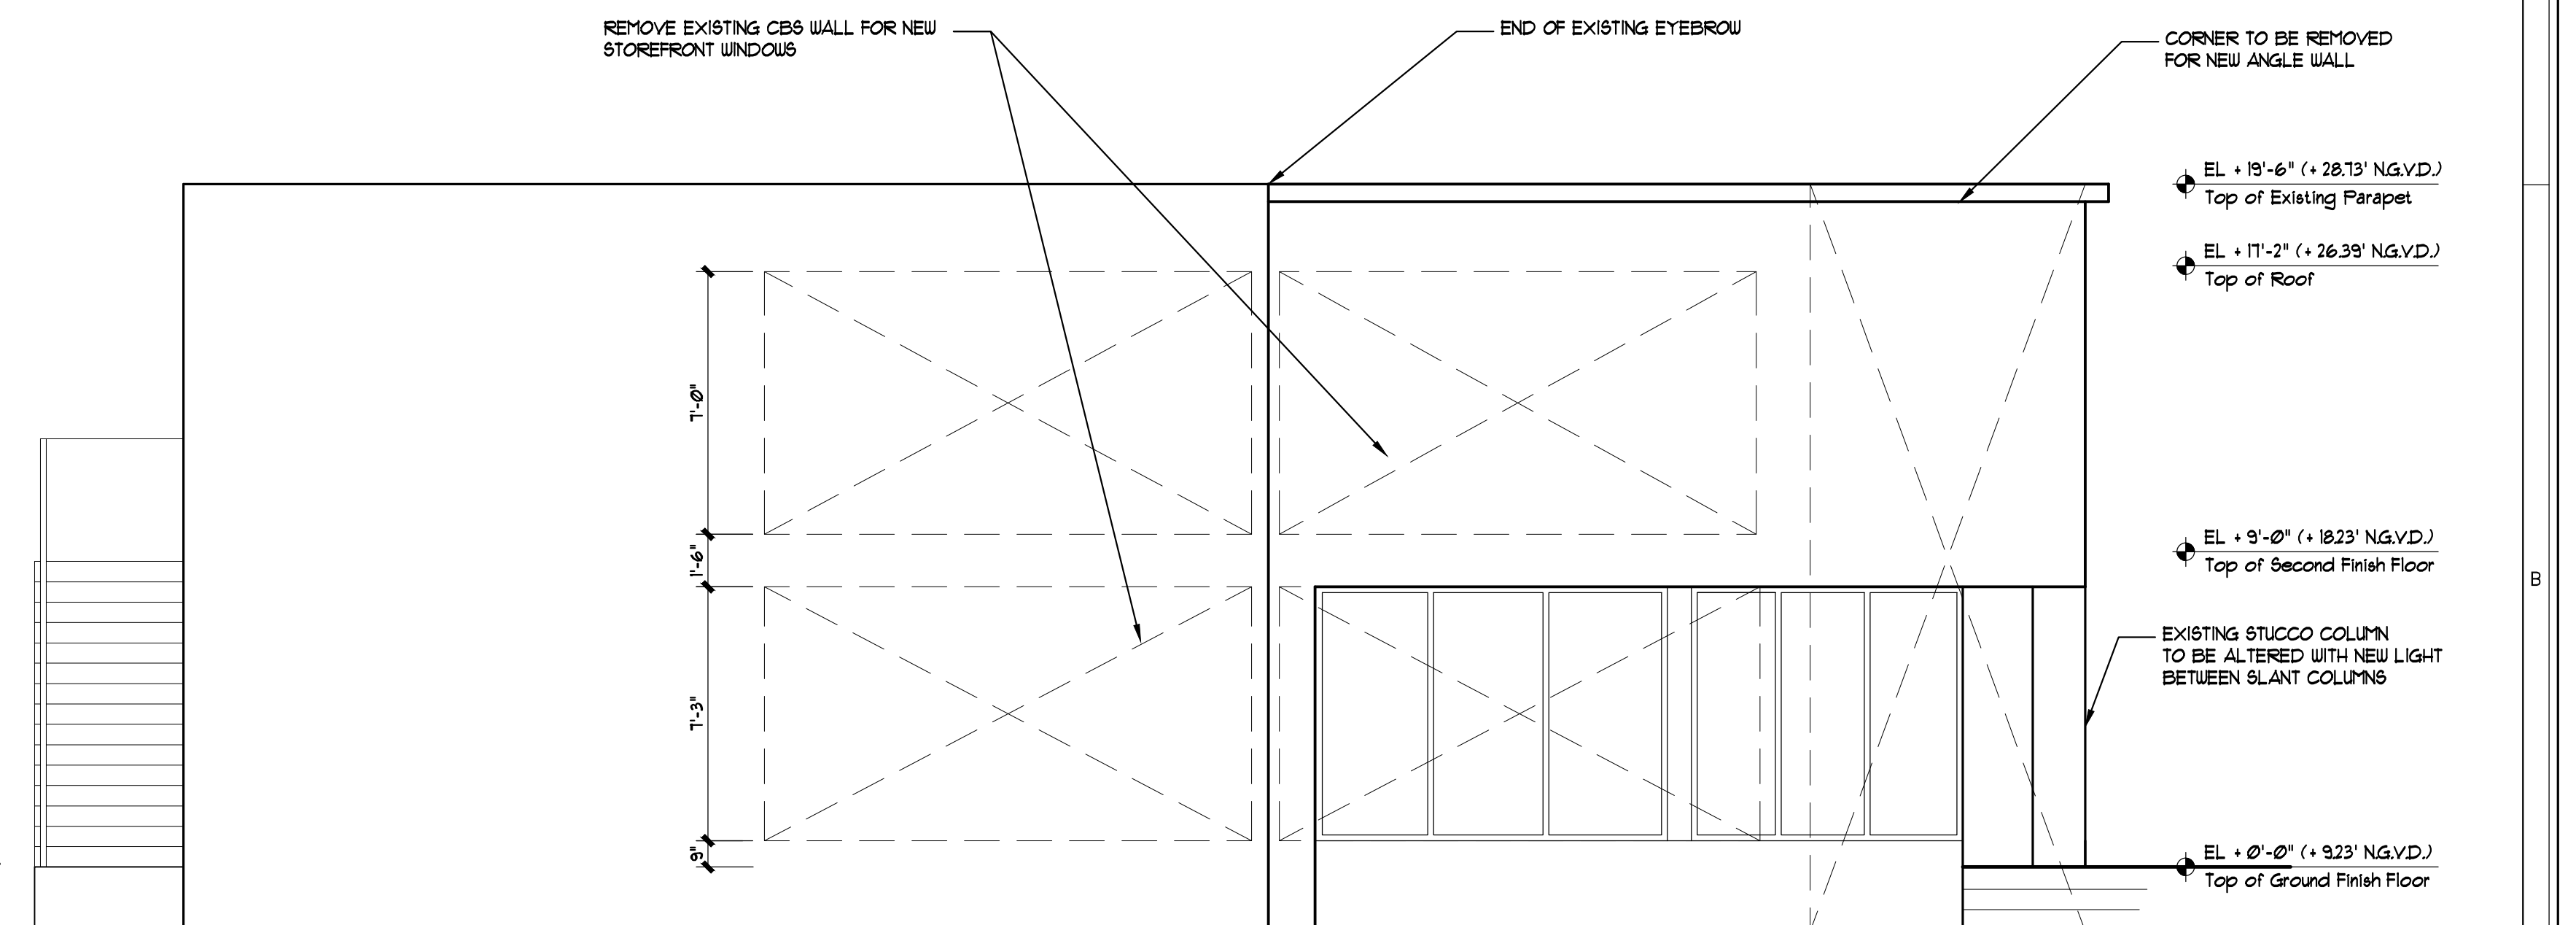 REMOVE EXISTING CBS WALL FOR NEW
STOREFRONT WINDOWS
END OF EXISTING EYEBROW
CORNER TO BE REMOVED
FOR NEW ANGLE WALL
EL + 19'-6" (+ 28.73' N.G.V.D.)
Top of Existing Parapet
EL + 17'-2" (+ 26.39' N.G.V.D.)
Top of Roof
7'-0"
1'-6"
7'-3"
9"
EL + 9'-0" (+ 18.23' N.G.V.D.)
Top of Second Finish Floor
B
EXISTING STUCCO COLUMN
TO BE ALTERED WITH NEW LIGHT
BETWEEN SLANT COLUMNS
EL + 0'-0" (+ 9.23' N.G.V.D.)
Top of Ground Finish Floor